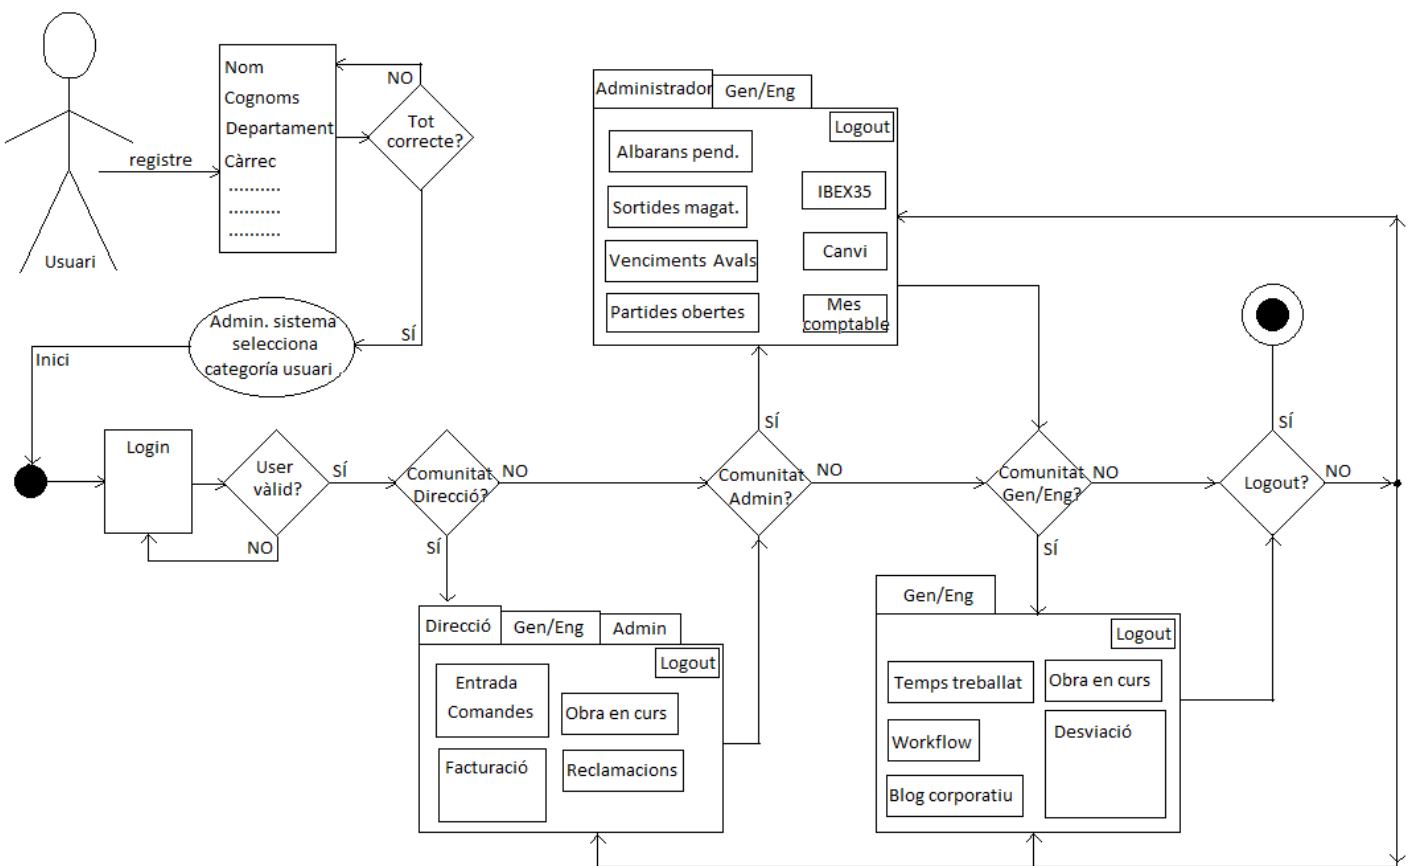 Usuari
registre
Nom
Cognoms
Departament
Càrrec
..........
..........
..........
NO
Tot
correcte?
SÍ
Admin. sistema
selecciona
categoría usuari
Inici
Administrador
Gen/Eng
Logout
Albarans pend.
IBEX35
Sortides magat.
Canvi
Venciments Avals
Partides obertes
Mes
comptable
Login
User
vàlid?
SÍ
NO
Comunitat
Direcció?
NO
SÍ
Comunitat
Admin?
SÍ
NO
Comunitat
Gen/Eng?
NO
SÍ
Logout?
SÍ
NO
Direcció
Gen/Eng
Admin
Logout
Entrada
Comandes
Obra en curs
Facturació
Reclamacions
Gen/Eng
Logout
Temps treballat
Obra en curs
Workflow
Desviació
Blog corporatiu